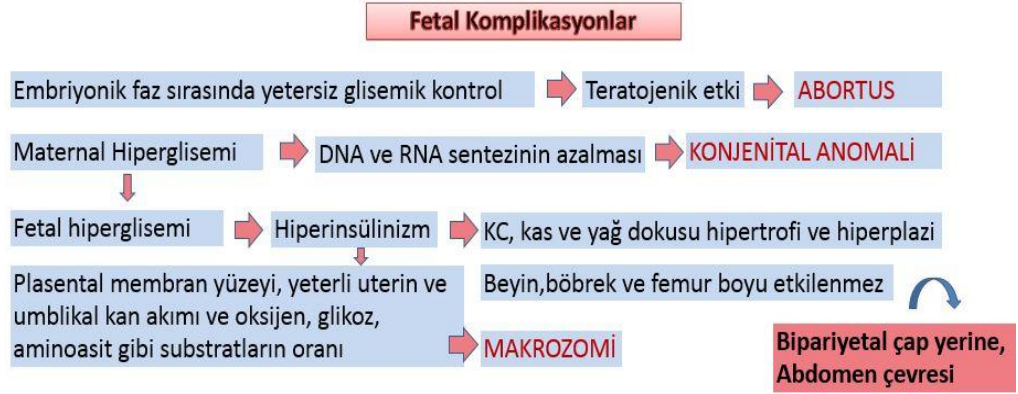 Fetal Komplikasyonlar
Embriyonik faz sırasında yetersiz glisemik kontrol
Teratojenik etki
ABORTUS
Maternal Hiperglisemi
DNA ve RNA sentezinin azalması
KONJENİTAL ANOMALİ
Fetal hiperglisemi
Hiperinsülinizm
KC, kas ve yağ dokusu hipertrofi ve hiperplazi
Plasental membran yüzeyi, yeterli uterin ve
umblikal kan akımı ve oksijen, glikoz,
aminoasit gibi substratların oranı
Beyin,böbrek ve femur boyu etkilenmez
MAKROZOMİ
Bipariyetal çap yerine,
Abdomen çevresi